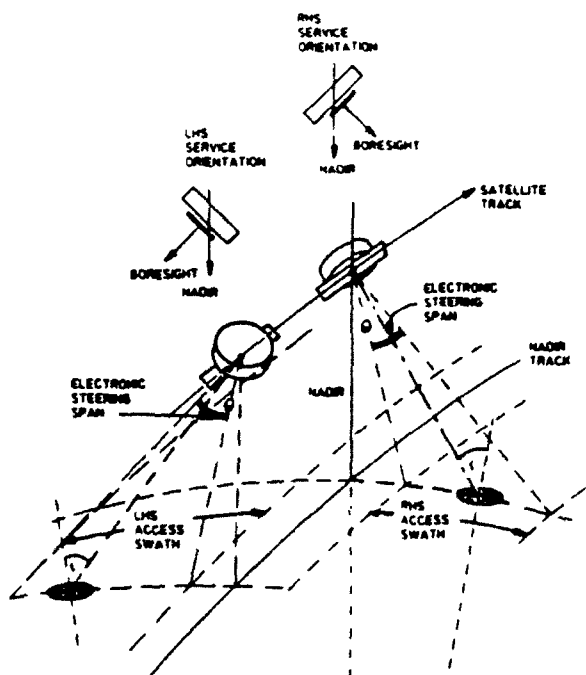 RHS
SERVICE
ORIENTATION
BORESIGHT
NADIR
LHS
SERVICE
ORIENTATION
BORESIGHT
NADIR
SATELLITE
TRACK
ELECTRONIC
STEERING
SPAN
θ
NADIR
TRACK
NADIR
ELECTRONIC
STEERING
SPAN
θ
LHS
ACCESS
SWATH
RHS
ACCESS
SWATH